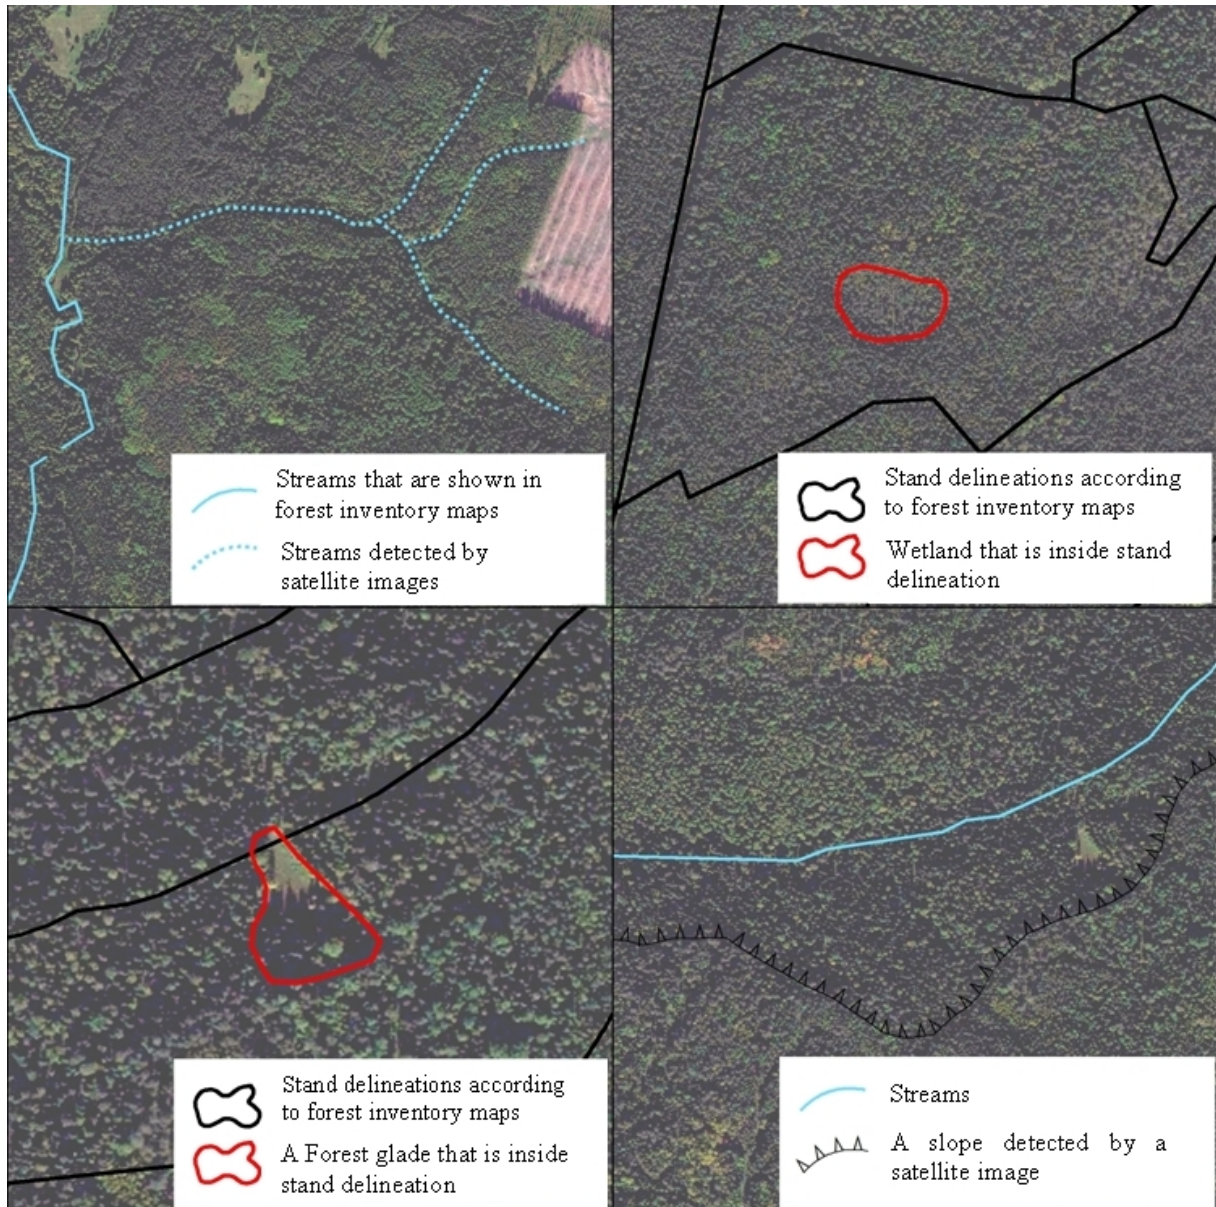 Streams that are shown in
forest inventory maps
Streams detected by
satellite images
Stand delineations according
to forest inventory maps
Wetland that is inside stand
delineation
Stand delineations according
to forest inventory maps
A Forest glade that is inside
stand delineation
Streams
A slope detected by a
satellite image